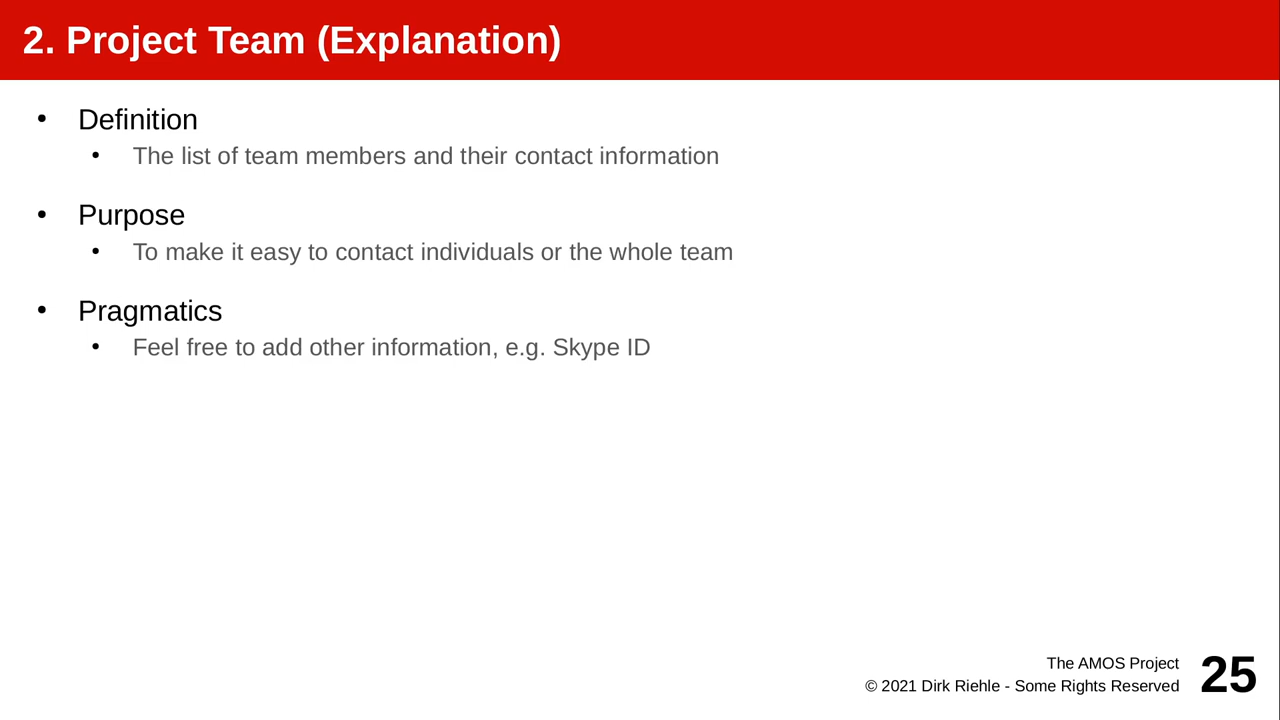 2. Project Team (Explanation)
• Definition
• The list of team members and their contact information
• Purpose
• To make it easy to contact individuals or the whole team
• Pragmatics
• Feel free to add other information, e.g. Skype ID
The AMOS Project
© 2021 Dirk Riehle - Some Rights Reserved
25